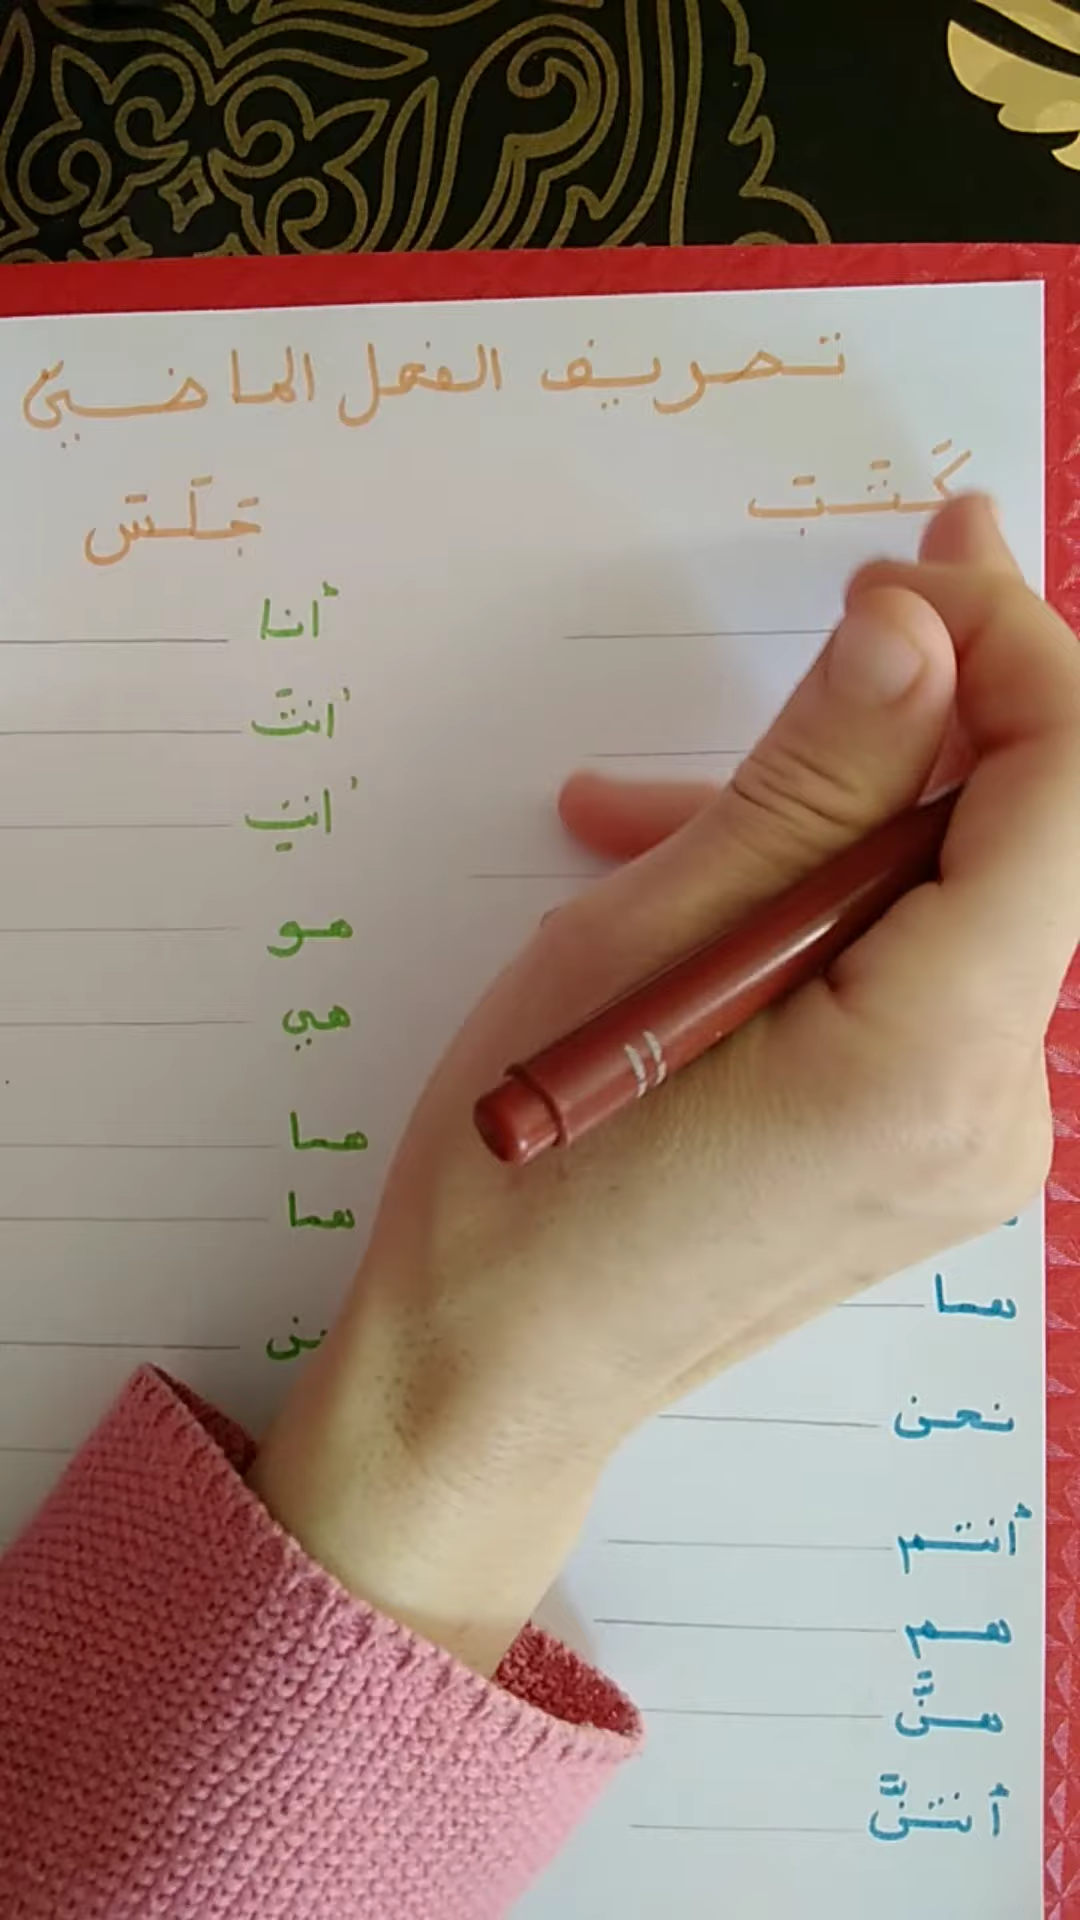 تصريف الفعل الماضي
كَتَبَ جَلَسَ
أنا
أنتَ
أنتِ
هو
هي
هما
هما
هما
نحن
أنتم
هم
هنَّ
أنتنَّ